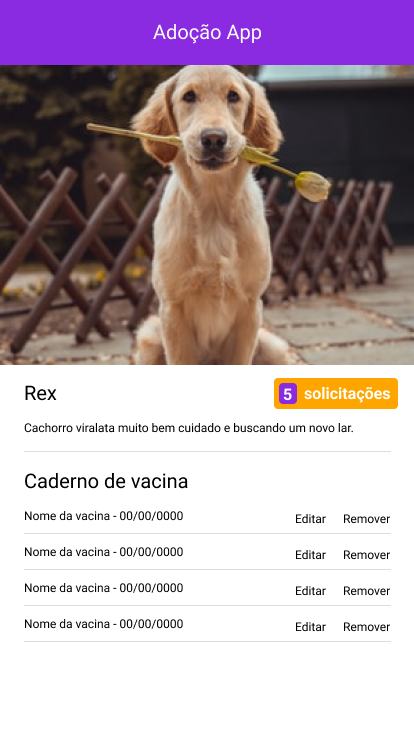 Adoção App
Rex
5 solicitações
Cachorro viralata muito bem cuidado e buscando um novo lar.
Caderno de vacina
Nome da vacina - 00/00/0000 Editar Remover
Nome da vacina - 00/00/0000 Editar Remover
Nome da vacina - 00/00/0000 Editar Remover
Nome da vacina - 00/00/0000 Editar Remover